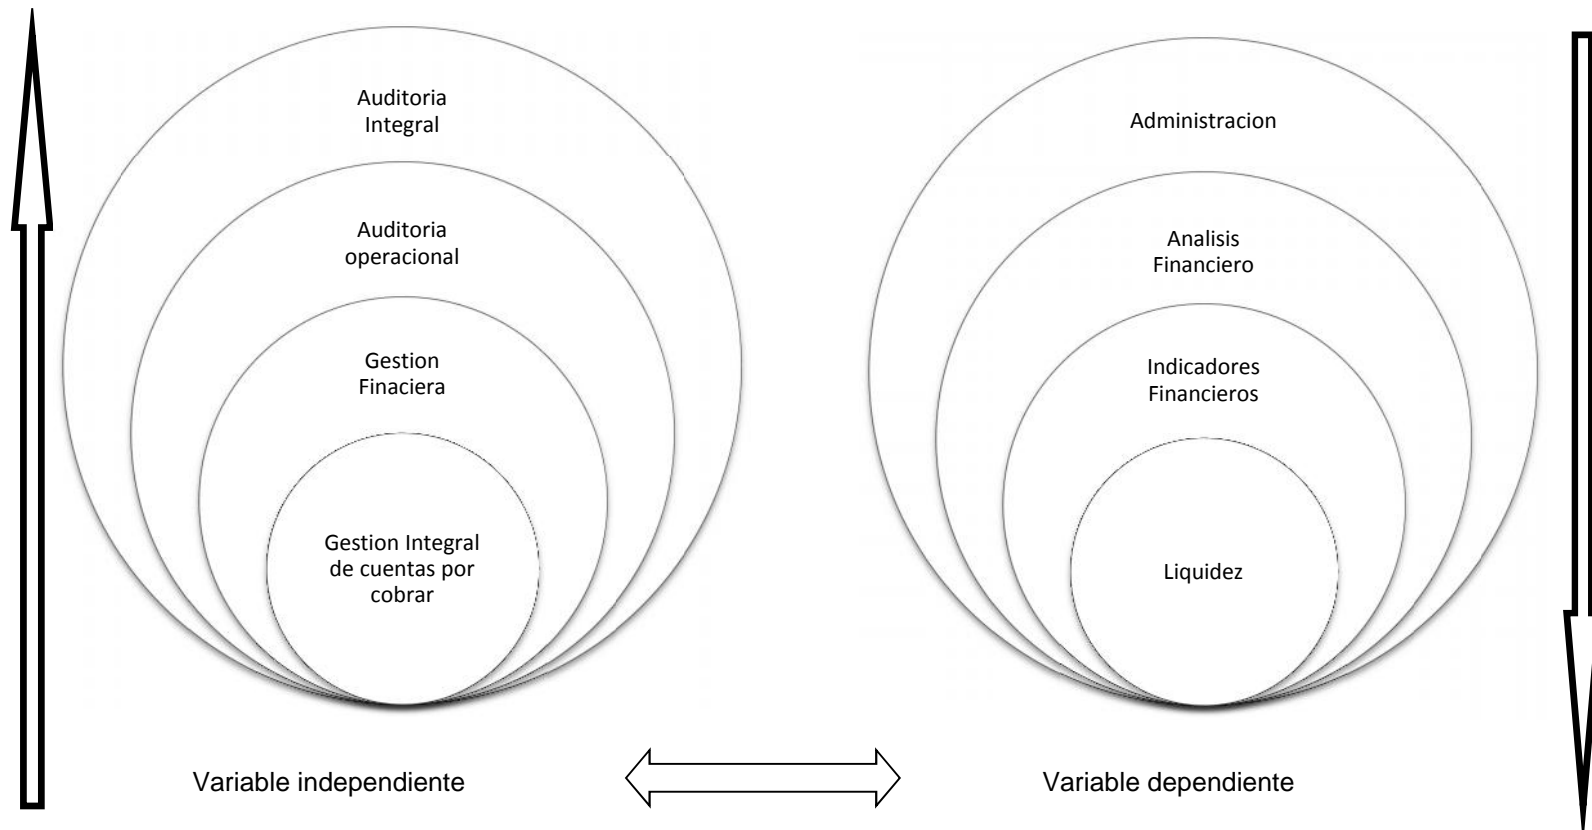 Auditoria
Integral
Auditoria
operacional
Gestion
Finaciera
Gestion Integral
de cuentas por
cobrar
Variable independiente
Administracion
Analisis
Financiero
Indicadores
Financieros
Liquidez
Variable dependiente